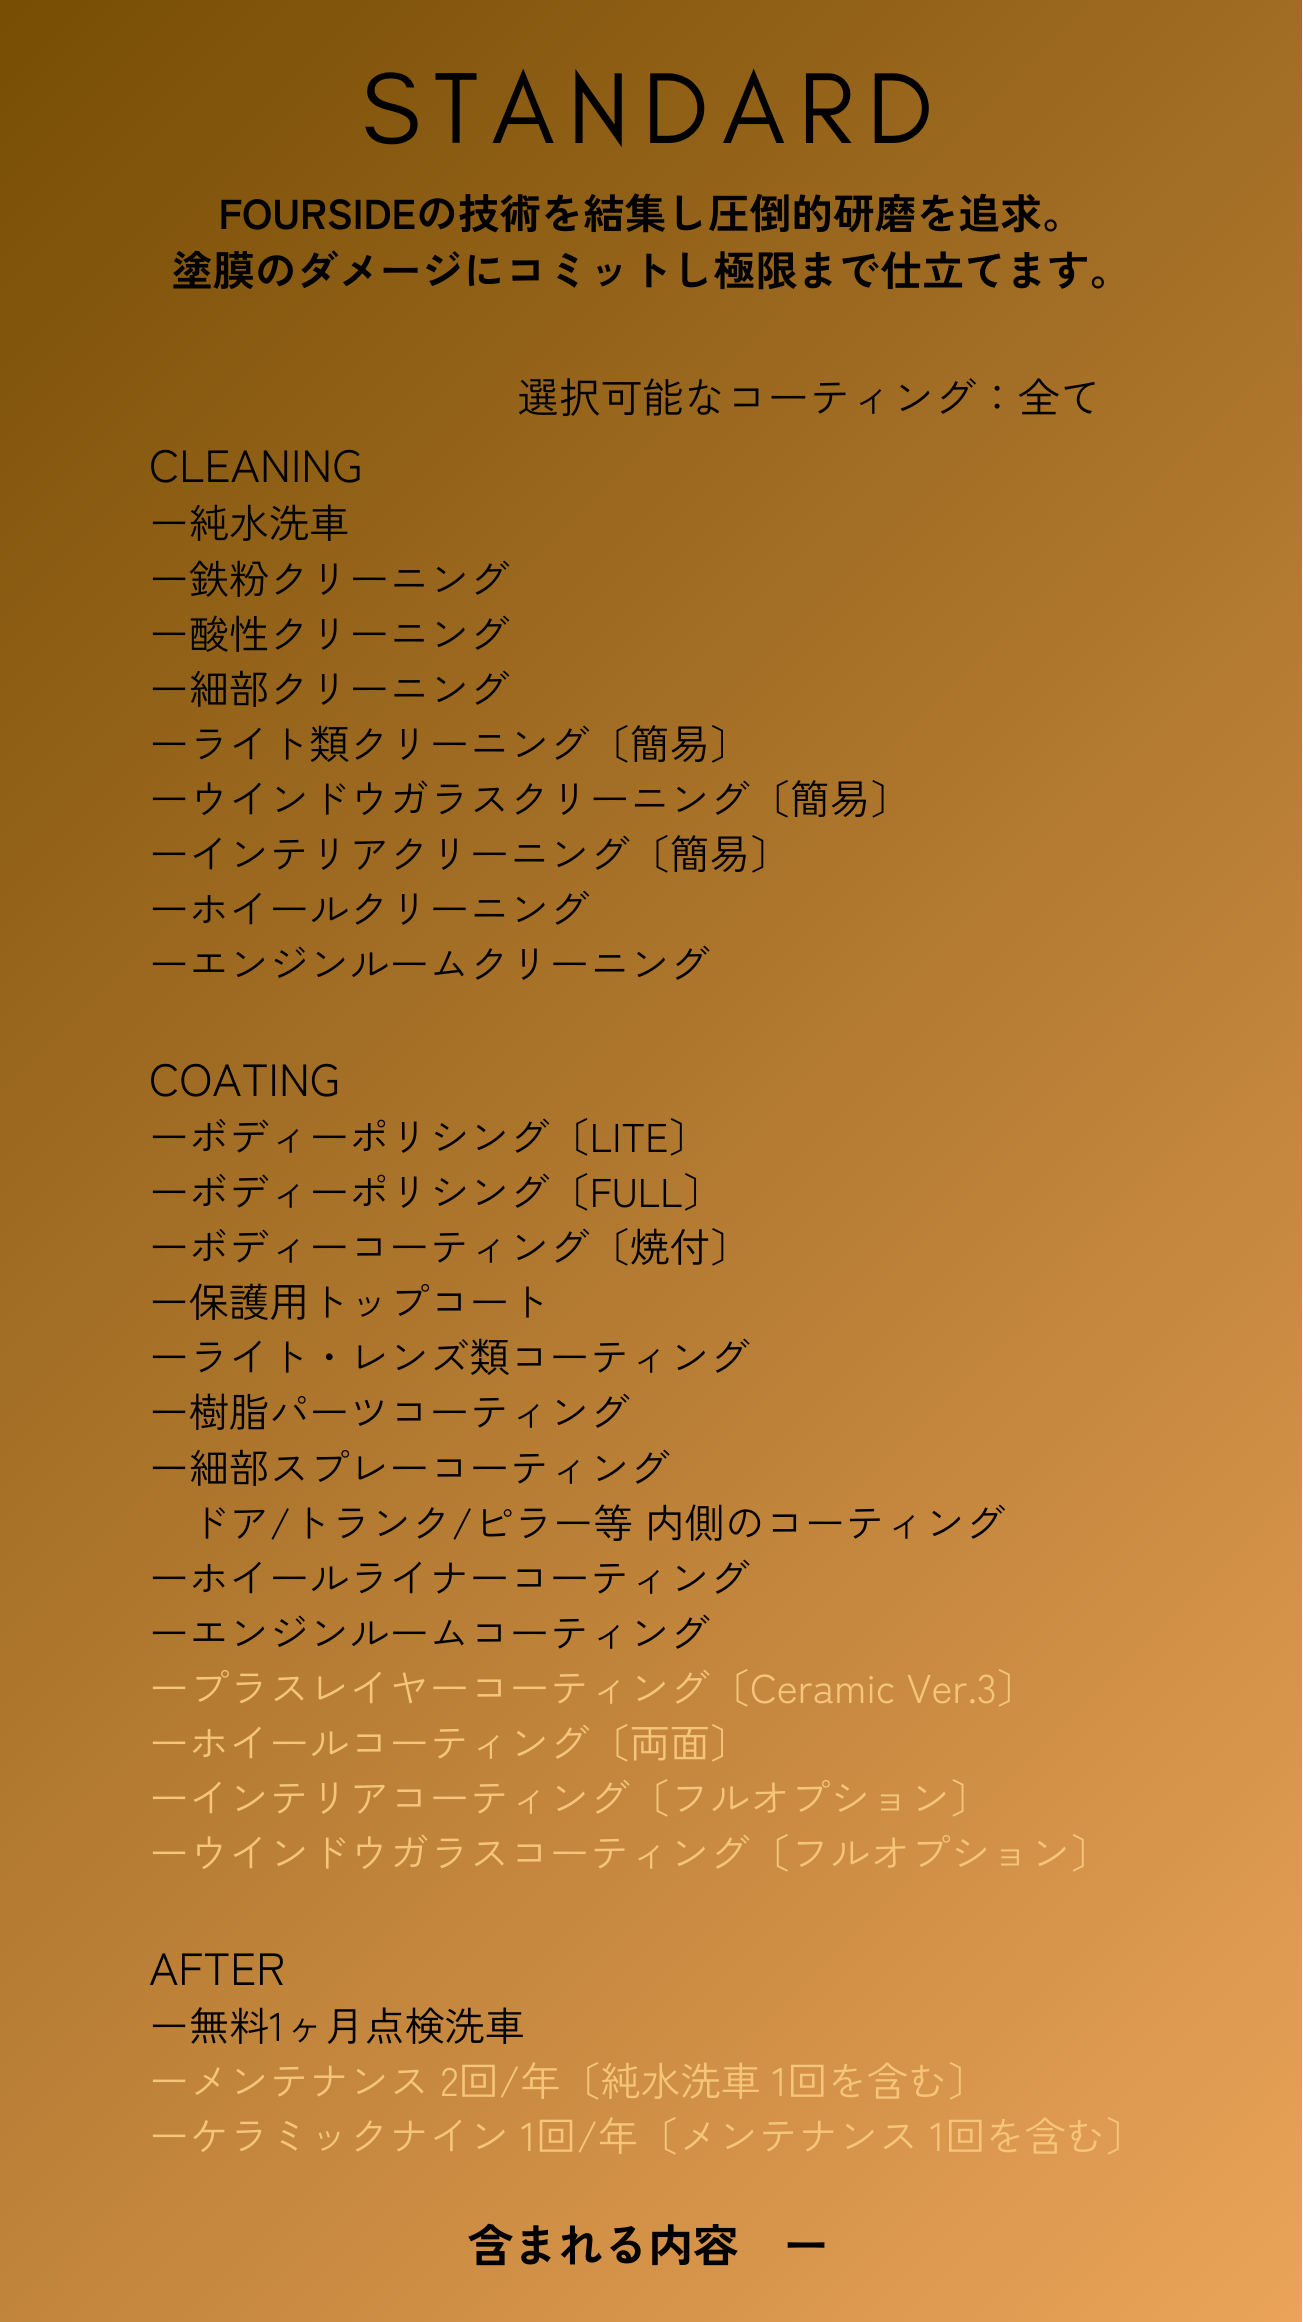 STANDARD
FOURSIDEの技術を結集し圧倒的研磨を追求。
塗膜のダメージにコミットし極限まで仕立てます。
選択可能なコーティング：全て
CLEANING
ー純水洗車
ー鉄粉クリーニング
ー酸性クリーニング
ー細部クリーニング
ーライト類クリーニング〔簡易〕
ーウインドウガラスクリーニング〔簡易〕
ーインテリアクリーニング〔簡易〕
ーホイールクリーニング
ーエンジンルームクリーニング
COATING
ーボディーポリシング〔LITE〕
ーボディーポリシング〔FULL〕
ーボディーコーティング〔焼付〕
ー保護用トップコート
ーライト・レンズ類コーティング
ー樹脂パーツコーティング
ー細部スプレーコーティング
ドア/トランク/ピラー等 内側のコーティング
ーホイールライナーコーティング
ーエンジンルームコーティング
ープラスレイヤーコーティング〔Ceramic Ver.3〕
ーホイールコーティング〔両面〕
ーインテリアコーティング〔フルオプション〕
ーウインドウガラスコーティング〔フルオプション〕
AFTER
ー無料1ヶ月点検洗車
ーメンテナンス 2回/年〔純水洗車 1回を含む〕
ーケラミックナイン 1回/年〔メンテナンス 1回を含む〕
含まれる内容　ー